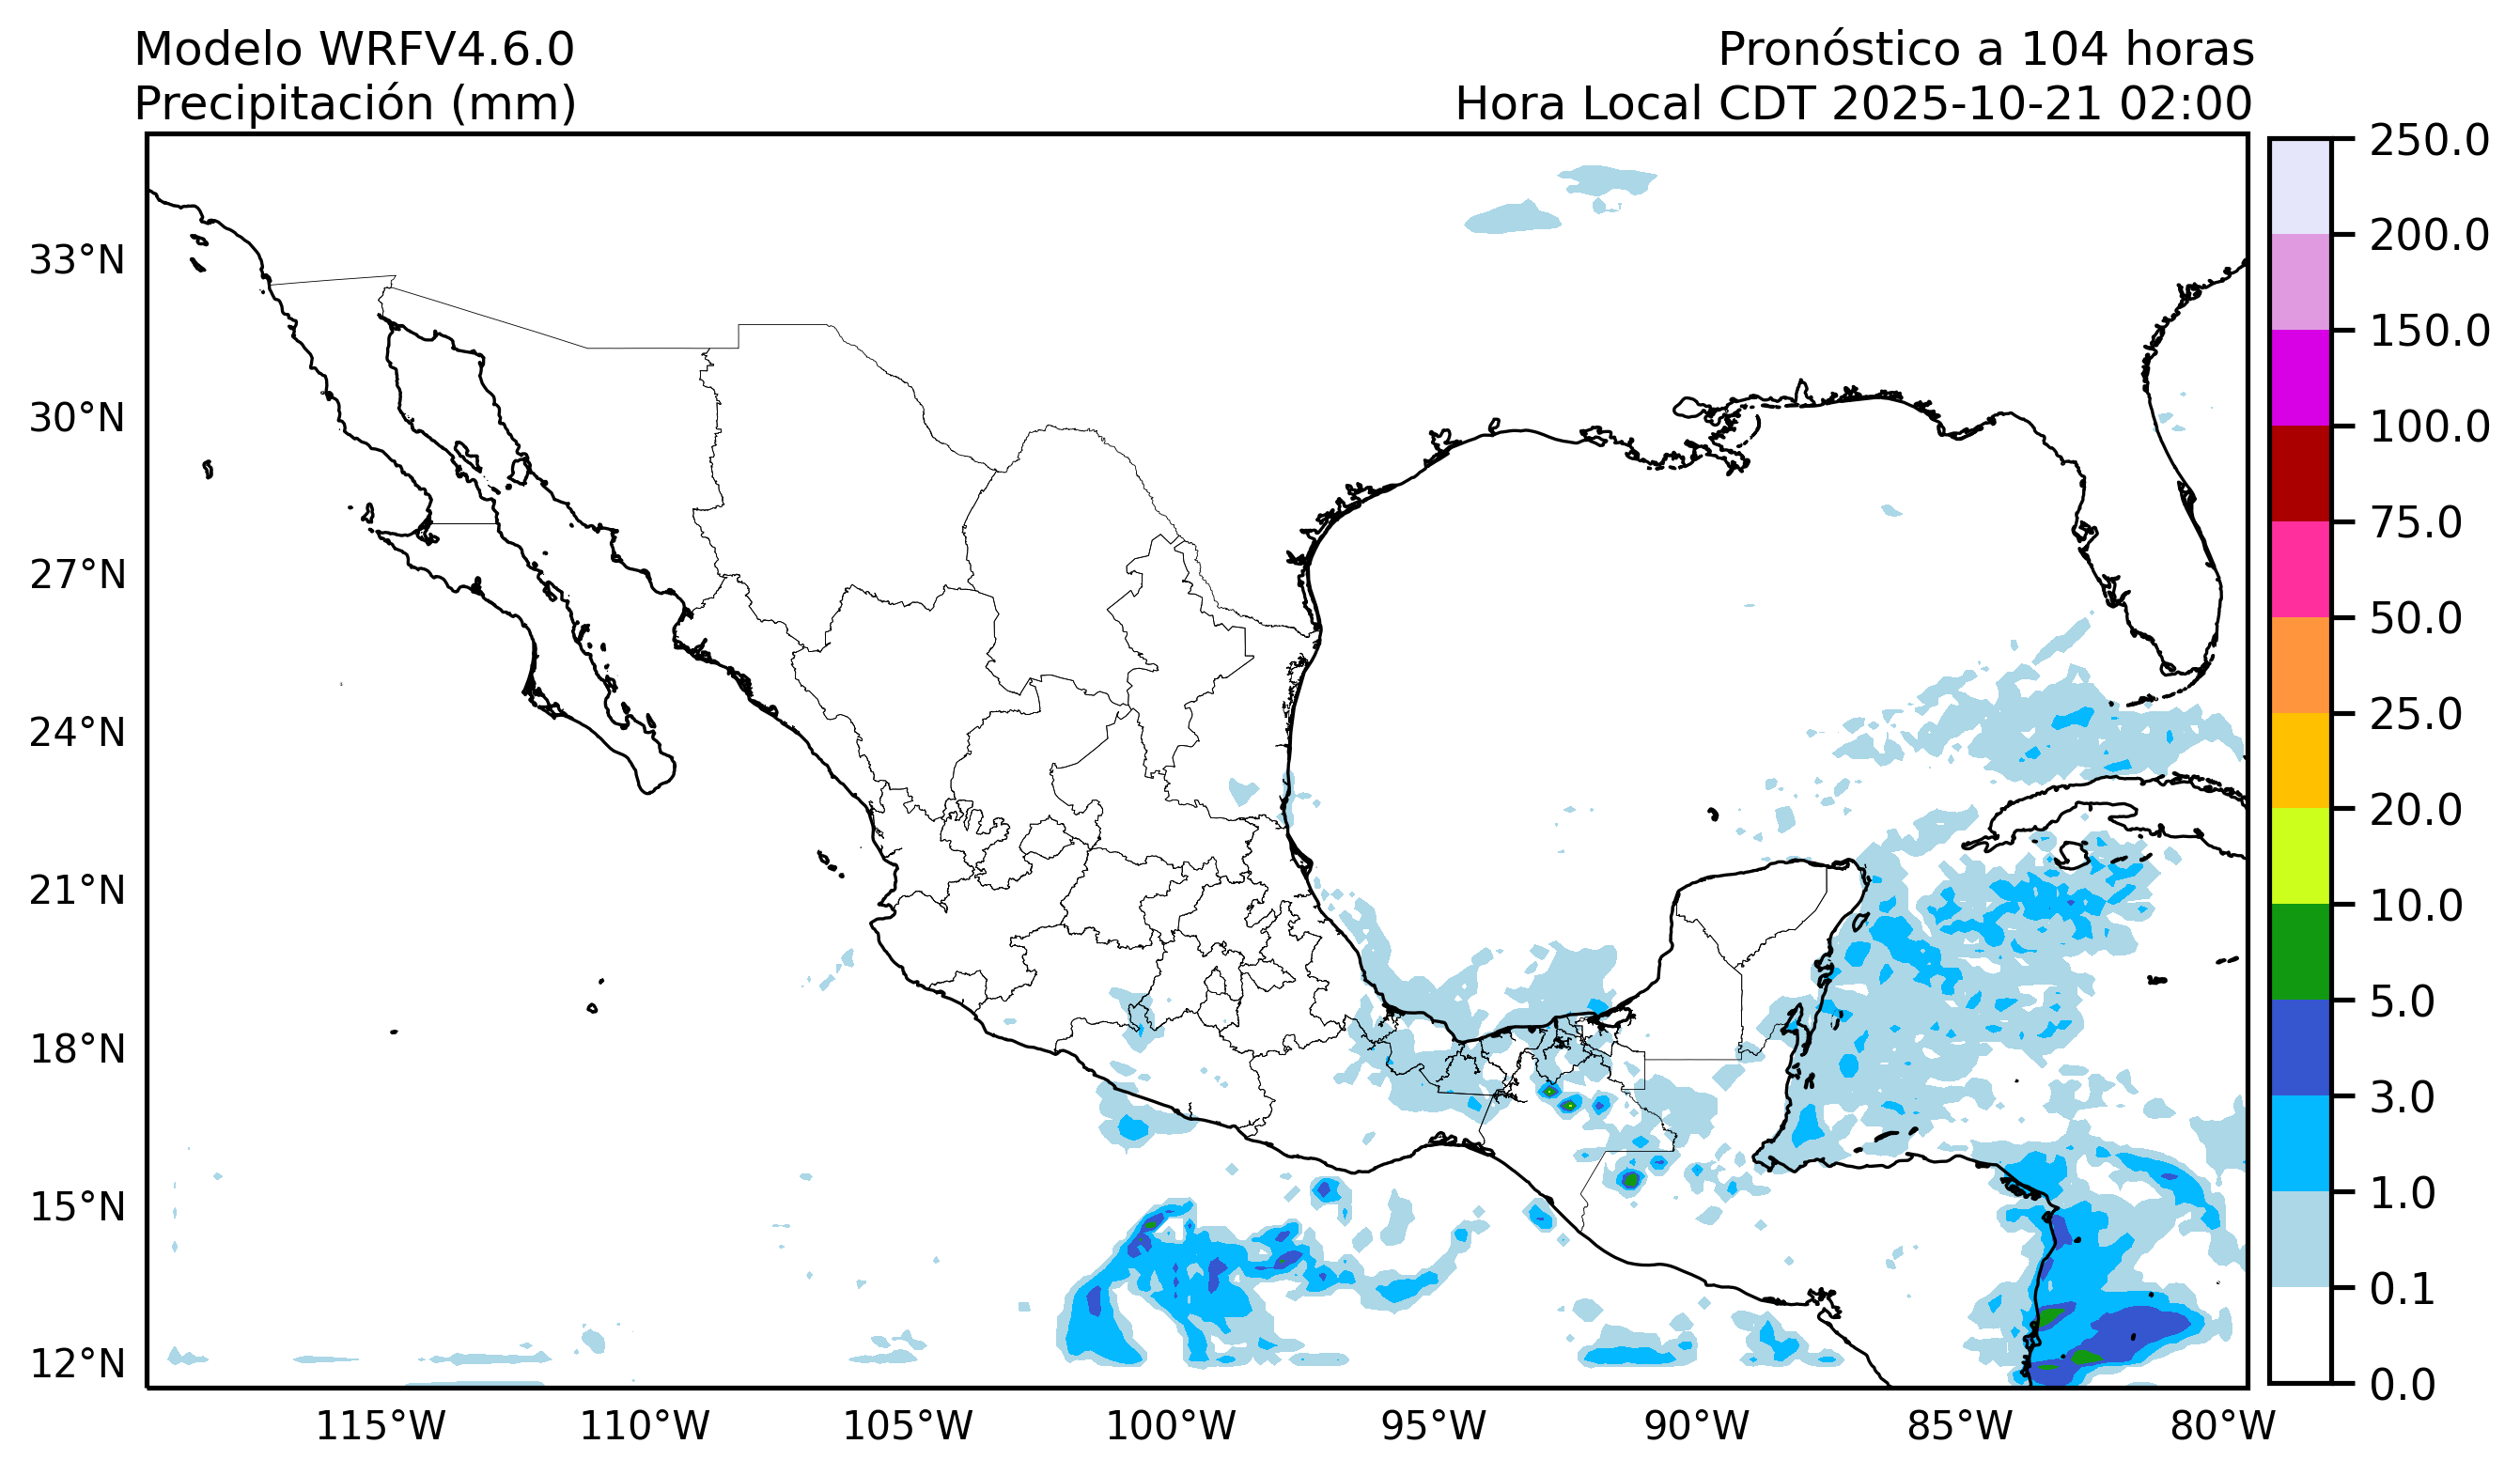 Modelo WRFV4.6.0
Precipitación (mm)
Pronóstico a 104 horas
Hora Local CDT 2025-10-21 02:00
33°N
30°N
27°N
24°N
21°N
18°N
15°N
12°N
115°W
110°W
105°W
100°W
95°W
90°W
85°W
80°W
250.0
200.0
150.0
100.0
75.0
50.0
25.0
20.0
10.0
5.0
3.0
1.0
0.1
0.0